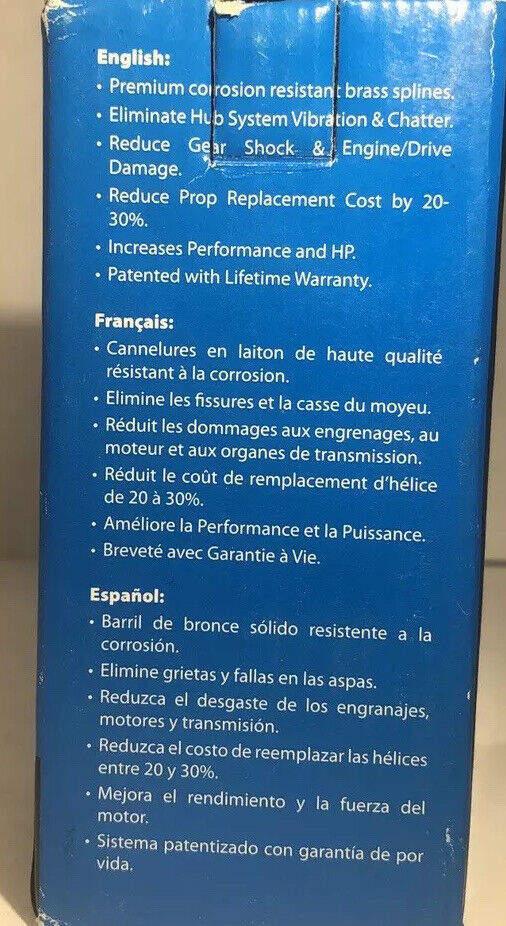 English:
• Premium corrosion resistant brass splines.
• Eliminate Hub System Vibration & Chatter.
• Reduce Gear Shock & Engine/Drive
Damage.
• Reduce Prop Replacement Cost by 20-
30%.
• Increases Performance and HP.
• Patented with Lifetime Warranty.
Français:
• Cannelures en laiton de haute qualité
résistant à la corrosion.
• Elimine les fissures et la casse du moyeu.
• Réduit les dommages aux engrenages, au
moteur et aux organes de transmission.
• Réduit le coût de remplacement d'hélice
de 20 à 30%.
• Améliore la Performance et la Puissance.
• Breveté avec Garantie à Vie.
Español:
• Barril de bronce sólido resistente a la
corrosión.
• Elimine grietas y fallas en las aspas.
• Reduzca el desgaste de los engranajes,
motores y transmisión.
• Reduzca el costo de reemplazar las hélices
entre 20 y 30%.
• Mejora el rendimiento y la fuerza del
motor.
• Sistema patentizado con garantía de por
vida.